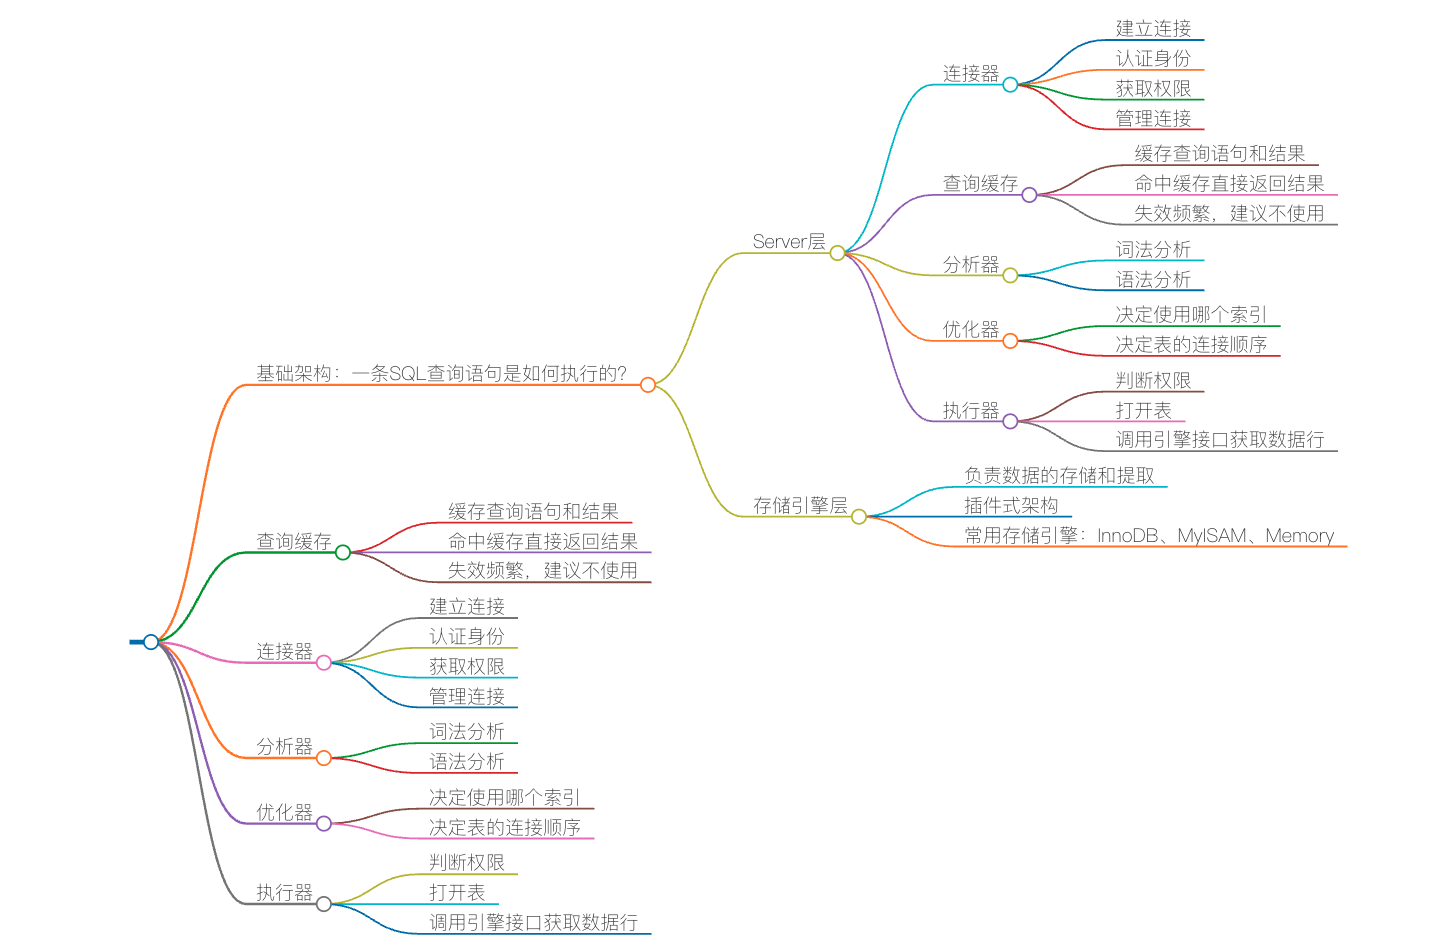 基础架构：一条SQL查询语句是如何执行的？
Server层
连接器
建立连接
认证身份
获取权限
管理连接
查询缓存
缓存查询语句和结果
命中缓存直接返回结果
失效频繁，建议不使用
分析器
词法分析
语法分析
优化器
决定使用哪个索引
决定表的连接顺序
执行器
判断权限
打开表
调用引擎接口获取数据行
存储引擎层
负责数据的存储和提取
插件式架构
常用存储引擎：InnoDB、MyISAM、Memory
查询缓存
缓存查询语句和结果
命中缓存直接返回结果
失效频繁，建议不使用
连接器
建立连接
认证身份
获取权限
管理连接
分析器
词法分析
语法分析
优化器
决定使用哪个索引
决定表的连接顺序
执行器
判断权限
打开表
调用引擎接口获取数据行